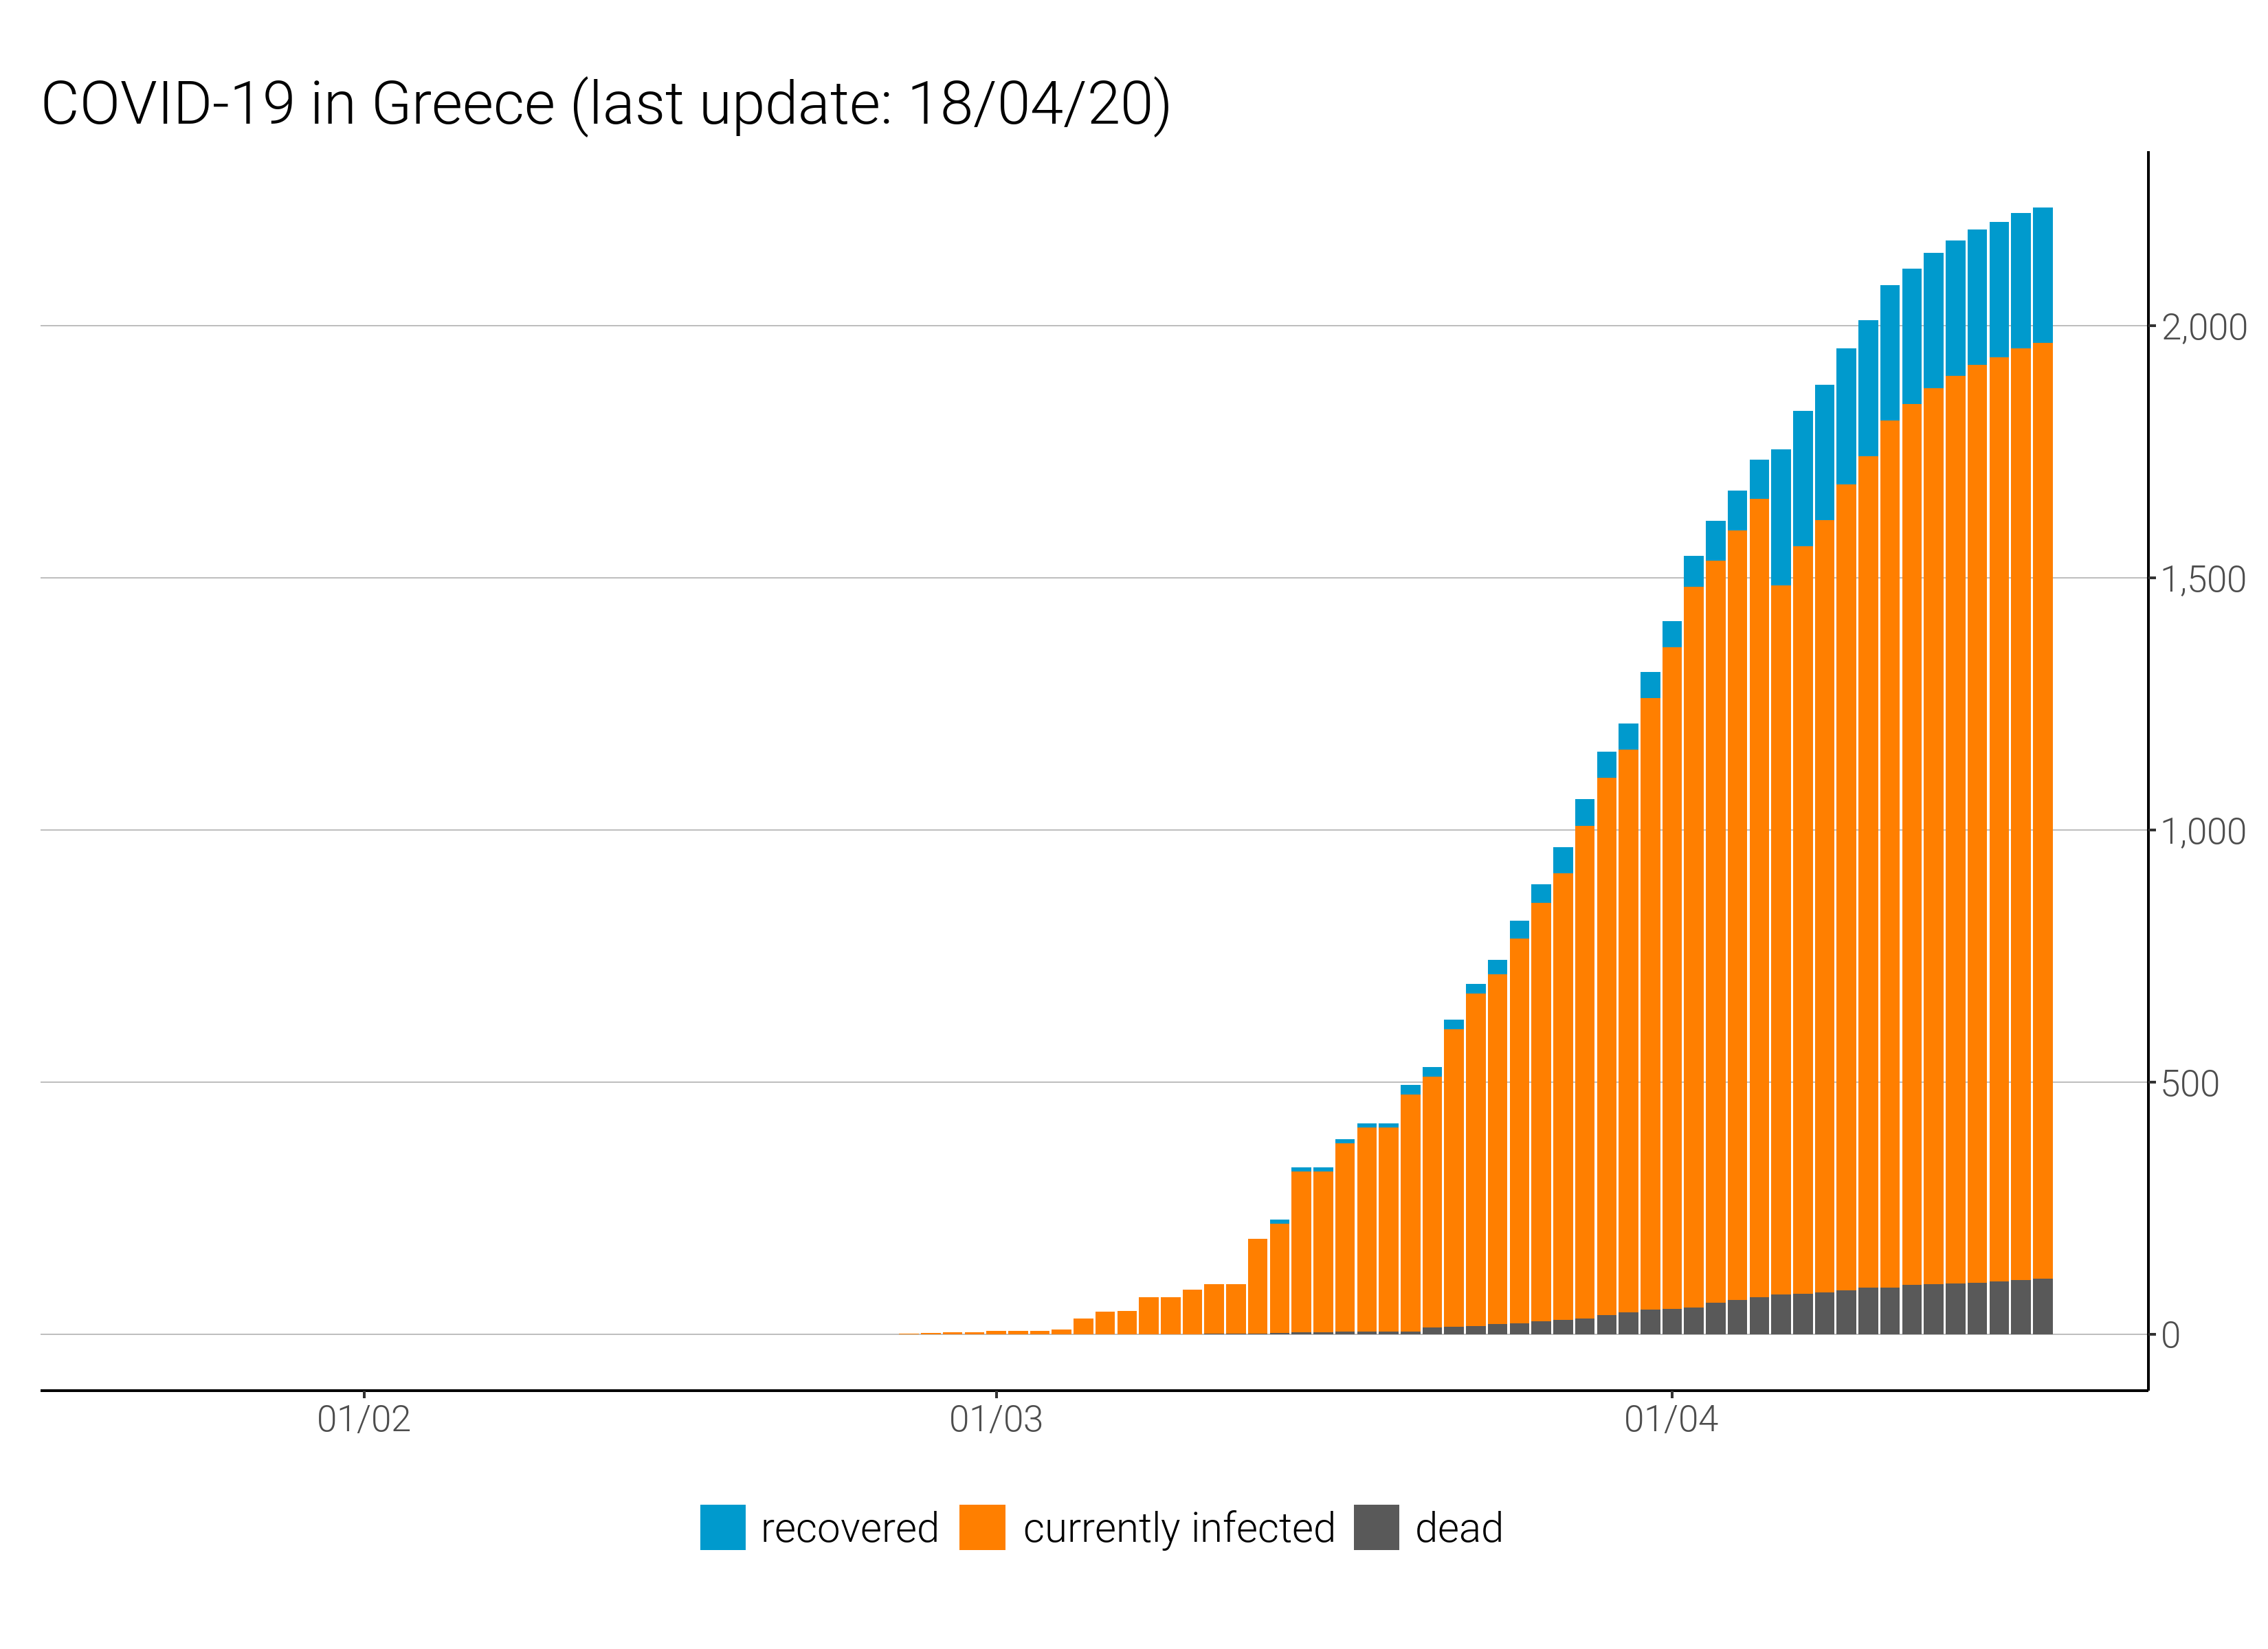 COVID-19 in Greece (last update: 18/04/20)
2,000
1,500
1,000
500
0
01/02 01/03 01/04
recovered currently infected dead